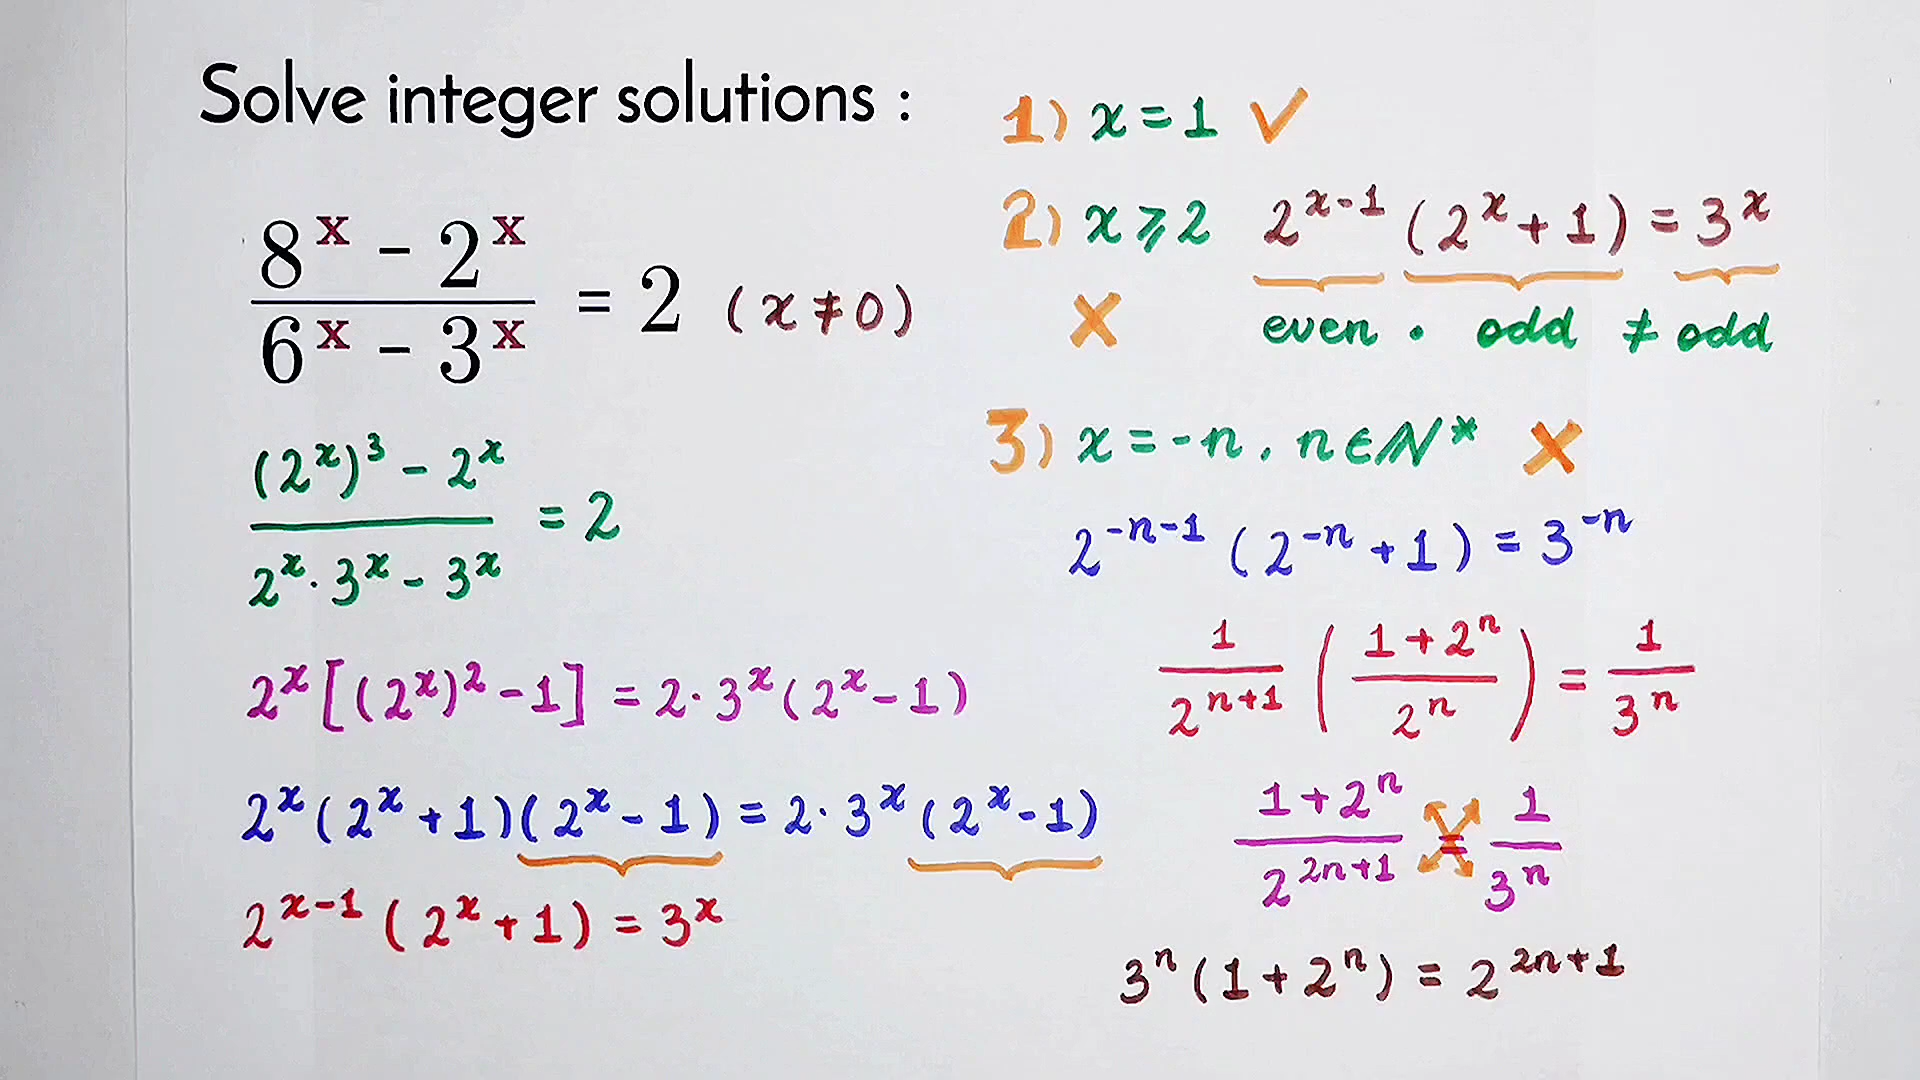 Solve integer solutions :
(8^x - 2^x) / (6^x - 3^x) = 2 (x ≠ 0)
((2^x)^3 - 2^x) / (2^x · 3^x - 3^x) = 2
2^x [(2^x)^2 - 1] = 2 · 3^x (2^x - 1)
2^x (2^x + 1)(2^x - 1) = 2 · 3^x (2^x - 1)
2^(x-1) (2^x + 1) = 3^x
1) x = 1 ✓
2) x ⩾ 2 2^(x-1) (2^x + 1) = 3^x
✗ even · odd ≠ odd
3) x = -n , n ∈ N* ✗
2^(-n-1) (2^(-n) + 1) = 3^(-n)
1 / 2^(n+1) ((1 + 2^n) / 2^n) = 1 / 3^n
(1 + 2^n) / 2^(2n+1) = 1 / 3^n
3^n (1 + 2^n) = 2^(2n+1)